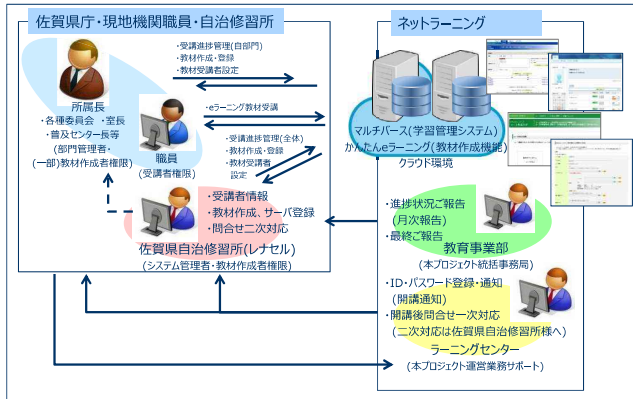 佐賀県庁・現地機関職員・自治修習所
所属長
・各種委員会 ・室長
・普及センター長等
(部門管理者・
(一部)教材作成者権限)
職員
(受講者権限)
・受講進捗管理(自部門)
・教材作成・登録
・教材受講者設定
・eラーニング教材受講
・受講進捗管理(全体)
・教材作成・登録
・教材受講者
設定
・受講者情報
・教材作成、サーバ登録
・問合せ二次対応
佐賀県自治修習所(レナセル)
(システム管理者・教材作成者権限)
ネットラーニング
マルチバース(学習管理システム)
かんたんeラーニング(教材作成機能)
クラウド環境
・進捗状況ご報告
(月次報告)
・最終ご報告
教育事業部
(本プロジェクト統括事務局)
・ID・パスワード登録・通知
(開講通知)
・開講後問合せ一次対応
(二次対応は佐賀県自治修習所様へ)
ラーニングセンター
(本プロジェクト運営業務サポート)